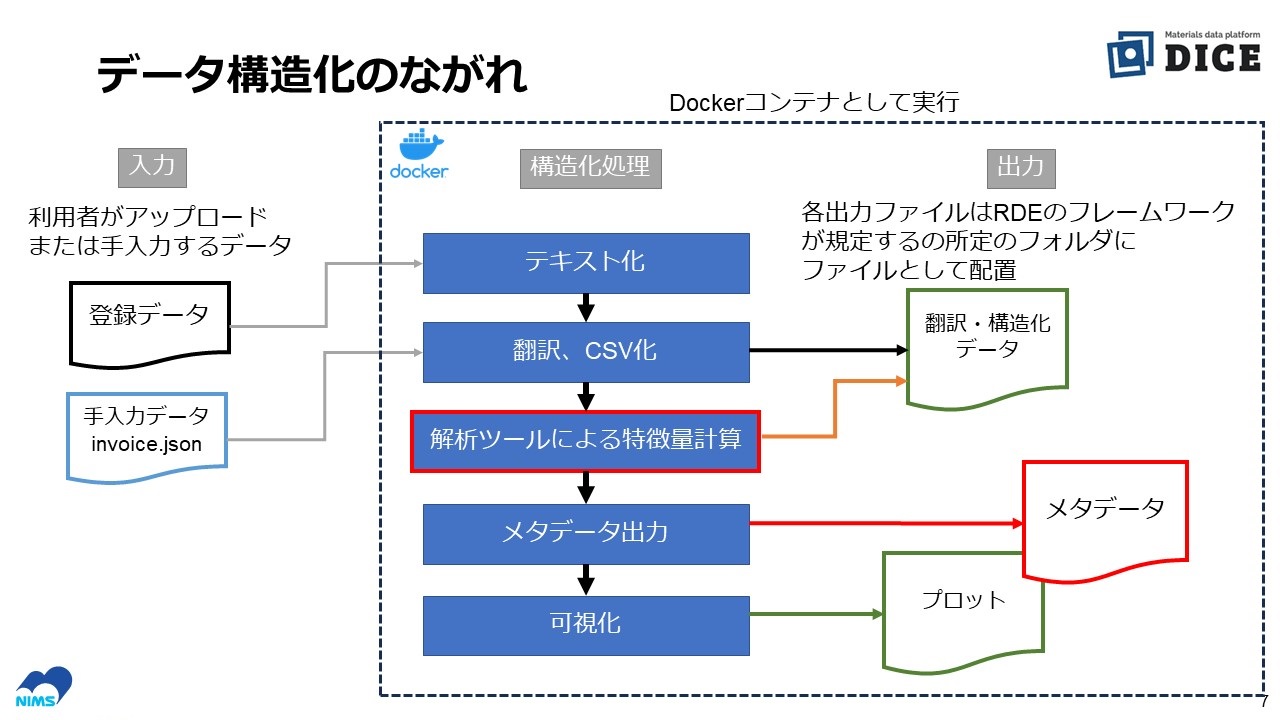 データ構造化のながれ
Materials data platform
DICE
Dockerコンテナとして実行
docker
入力
構造化処理
出力
利用者がアップロード
または手入力するデータ
各出力ファイルはRDEのフレームワーク
が規定するの所定のフォルダに
ファイルとして配置
登録データ
手入力データ
invoice.json
テキスト化
翻訳、CSV化
解析ツールによる特徴量計算
メタデータ出力
可視化
翻訳・構造化
データ
メタデータ
プロット
NIMS
7